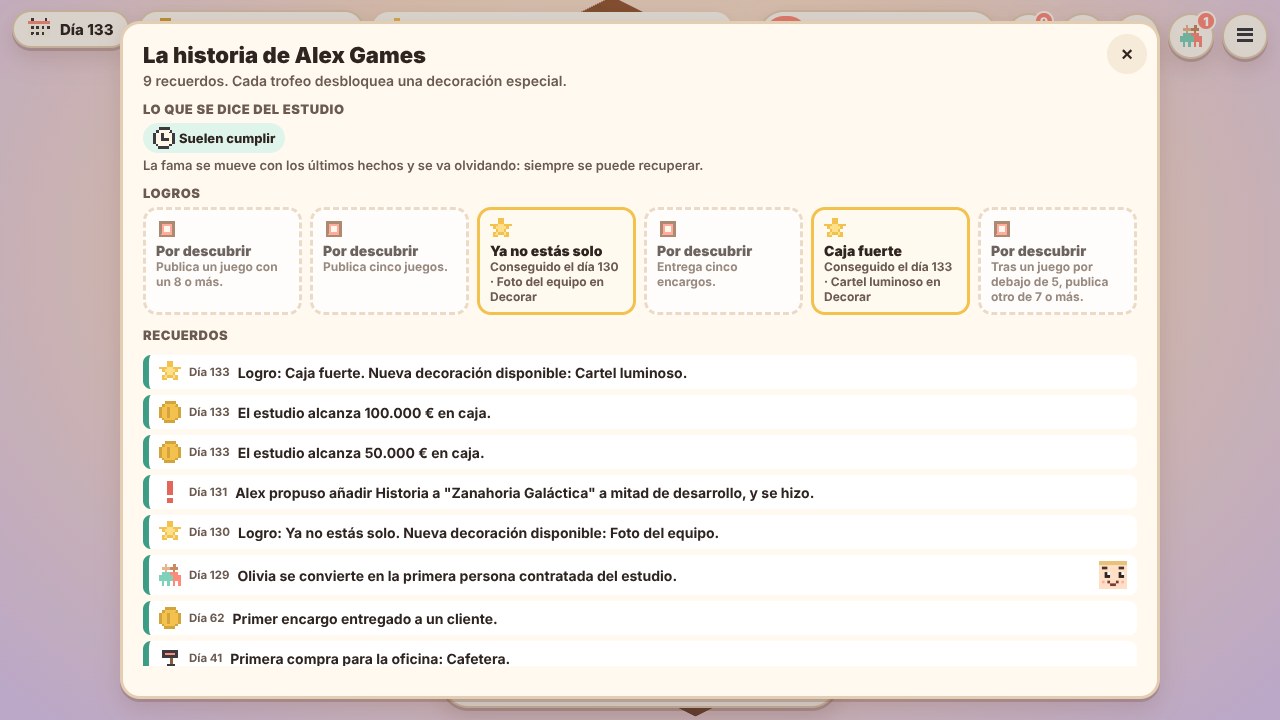 Día 133
La historia de Alex Games
9 recuerdos. Cada trofeo desbloquea una decoración especial.
LO QUE SE DICE DEL ESTUDIO
Suelen cumplir
La fama se mueve con los últimos hechos y se va olvidando: siempre se puede recuperar.
LOGROS
Por descubrir
Publica un juego con
un 8 o más.
Por descubrir
Publica cinco juegos.
Ya no estás solo
Conseguido el día 130
· Foto del equipo en
Decorar
Por descubrir
Entrega cinco
encargos.
Caja fuerte
Conseguido el día 133
· Cartel luminoso en
Decorar
Por descubrir
Tras un juego por
debajo de 5, publica
otro de 7 o más.
RECUERDOS
Día 133 Logro: Caja fuerte. Nueva decoración disponible: Cartel luminoso.
Día 133 El estudio alcanza 100.000 € en caja.
Día 133 El estudio alcanza 50.000 € en caja.
Día 131 Alex propuso añadir Historia a "Zanahoria Galáctica" a mitad de desarrollo, y se hizo.
Día 130 Logro: Ya no estás solo. Nueva decoración disponible: Foto del equipo.
Día 129 Olivia se convierte en la primera persona contratada del estudio.
Día 62 Primer encargo entregado a un cliente.
Día 41 Primera compra para la oficina: Cafetera.
1